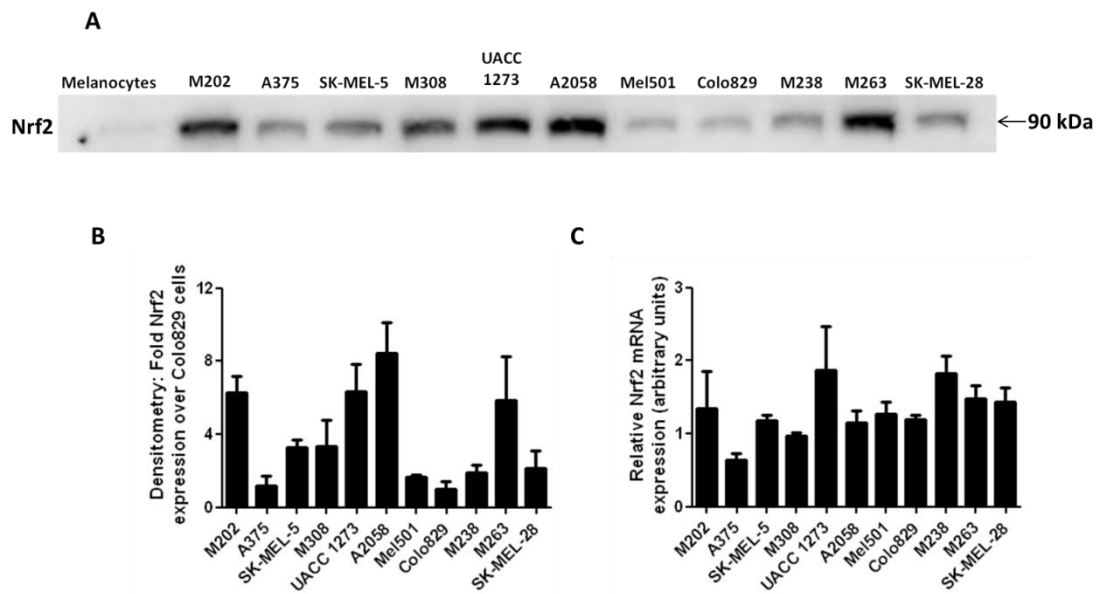 A
Melanocytes M202 A375 SK-MEL-5 M308 UACC 1273 A2058 Mel501 Colo829 M238 M263 SK-MEL-28
Nrf2
90 kDa
B
Densitometry: Fold Nrf2
expression over Colo829 cells
12
8
4
0
M202
A375
SK-MEL-5
M308
UACC 1273
A2058
Mel501
Colo829
M238
M263
SK-MEL-28
C
Relative Nrf2 mRNA
expression (arbitrary units)
3
2
1
0
M202
A375
SK-MEL-5
M308
UACC 1273
A2058
Mel501
Colo829
M238
M263
SK-MEL-28